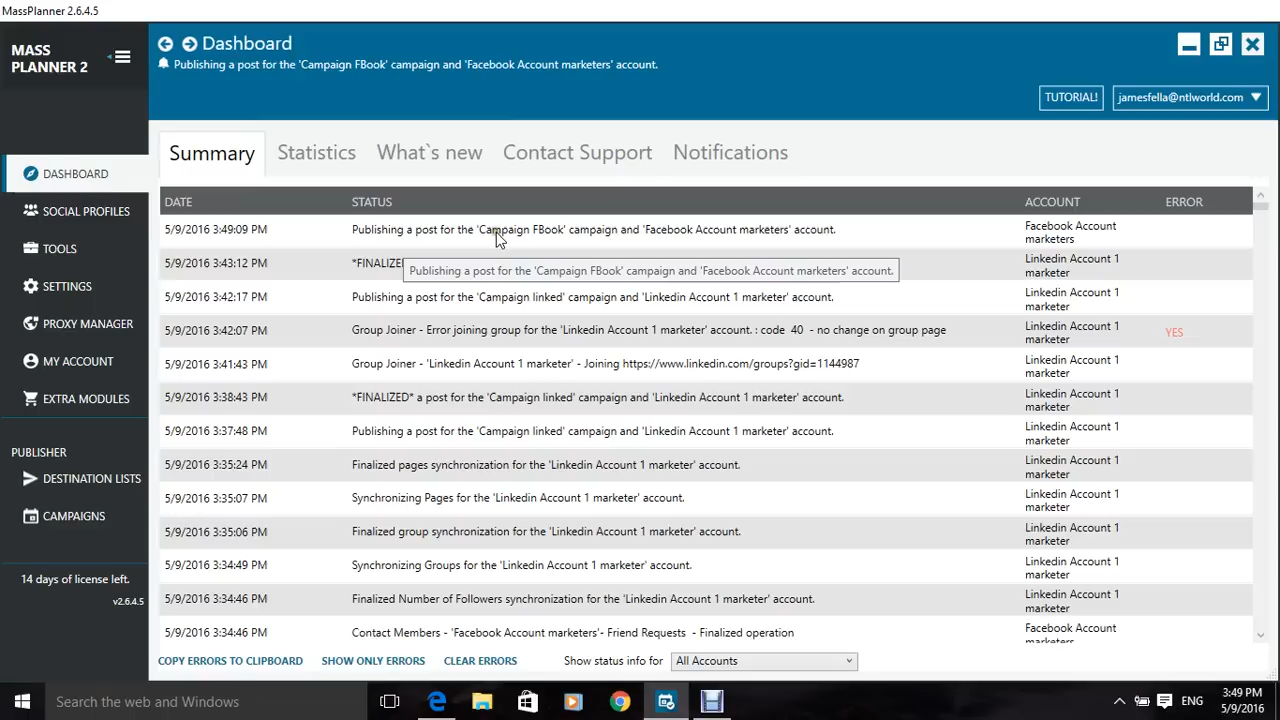 MassPlanner 2.6.4.5
MASS
PLANNER 2
Dashboard
Publishing a post for the 'Campaign FBook' campaign and 'Facebook Account marketers' account.
TUTORIAL!
jamesfella@ntlworld.com
DASHBOARD
SOCIAL PROFILES
TOOLS
SETTINGS
PROXY MANAGER
MY ACCOUNT
EXTRA MODULES
PUBLISHER
DESTINATION LISTS
CAMPAIGNS
14 days of license left.
v2.6.4.5
Summary Statistics What`s new Contact Support Notifications
DATE STATUS ACCOUNT ERROR
5/9/2016 3:49:09 PM Publishing a post for the 'Campaign FBook' campaign and 'Facebook Account marketers' account. Facebook Account
marketers
5/9/2016 3:43:12 PM *FINALIZE Linkedin Account 1
marketer
Publishing a post for the 'Campaign FBook' campaign and 'Facebook Account marketers' account.
5/9/2016 3:42:17 PM Publishing a post for the 'Campaign linked' campaign and 'Linkedin Account 1 marketer' account. Linkedin Account 1
marketer
5/9/2016 3:42:07 PM Group Joiner - Error joining group for the 'Linkedin Account 1 marketer' account. : code 40 - no change on group page Linkedin Account 1 YES
marketer
5/9/2016 3:41:43 PM Group Joiner - 'Linkedin Account 1 marketer' - Joining https://www.linkedin.com/groups?gid=1144987 Linkedin Account 1
marketer
5/9/2016 3:38:43 PM *FINALIZED* a post for the 'Campaign linked' campaign and 'Linkedin Account 1 marketer' account. Linkedin Account 1
marketer
5/9/2016 3:37:48 PM Publishing a post for the 'Campaign linked' campaign and 'Linkedin Account 1 marketer' account. Linkedin Account 1
marketer
5/9/2016 3:35:24 PM Finalized pages synchronization for the 'Linkedin Account 1 marketer' account. Linkedin Account 1
marketer
5/9/2016 3:35:07 PM Synchronizing Pages for the 'Linkedin Account 1 marketer' account. Linkedin Account 1
marketer
5/9/2016 3:35:06 PM Finalized group synchronization for the 'Linkedin Account 1 marketer' account. Linkedin Account 1
marketer
5/9/2016 3:34:49 PM Synchronizing Groups for the 'Linkedin Account 1 marketer' account. Linkedin Account 1
marketer
5/9/2016 3:34:46 PM Finalized Number of Followers synchronization for the 'Linkedin Account 1 marketer' account. Linkedin Account 1
marketer
5/9/2016 3:34:46 PM Contact Members - 'Facebook Account marketers'- Friend Requests - Finalized operation Facebook Account
marketers
COPY ERRORS TO CLIPBOARD SHOW ONLY ERRORS CLEAR ERRORS Show status info for All Accounts
Search the web and Windows
ENG
3:49 PM
5/9/2016